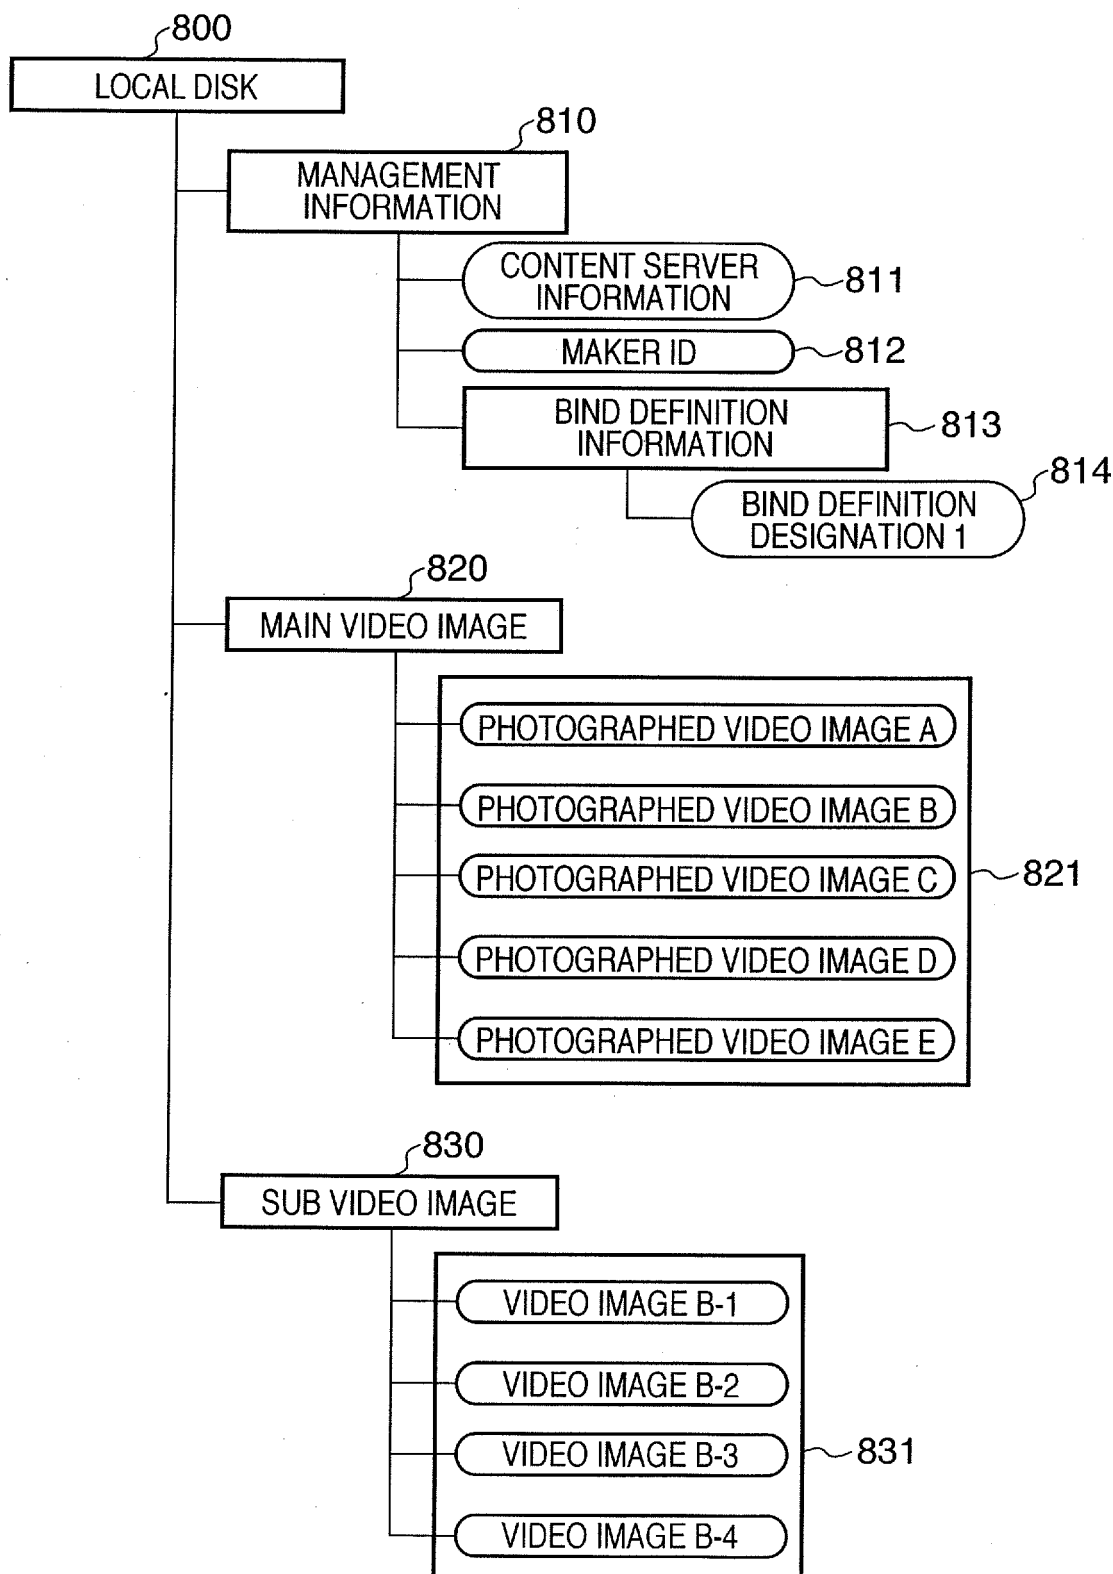 800
LOCAL DISK
810
MANAGEMENT
INFORMATION
CONTENT SERVER
INFORMATION
811
MAKER ID
812
BIND DEFINITION
INFORMATION
813
814
BIND DEFINITION
DESIGNATION 1
820
MAIN VIDEO IMAGE
PHOTOGRAPHED VIDEO IMAGE A
PHOTOGRAPHED VIDEO IMAGE B
PHOTOGRAPHED VIDEO IMAGE C
821
PHOTOGRAPHED VIDEO IMAGE D
PHOTOGRAPHED VIDEO IMAGE E
830
SUB VIDEO IMAGE
VIDEO IMAGE B-1
VIDEO IMAGE B-2
VIDEO IMAGE B-3
831
VIDEO IMAGE B-4